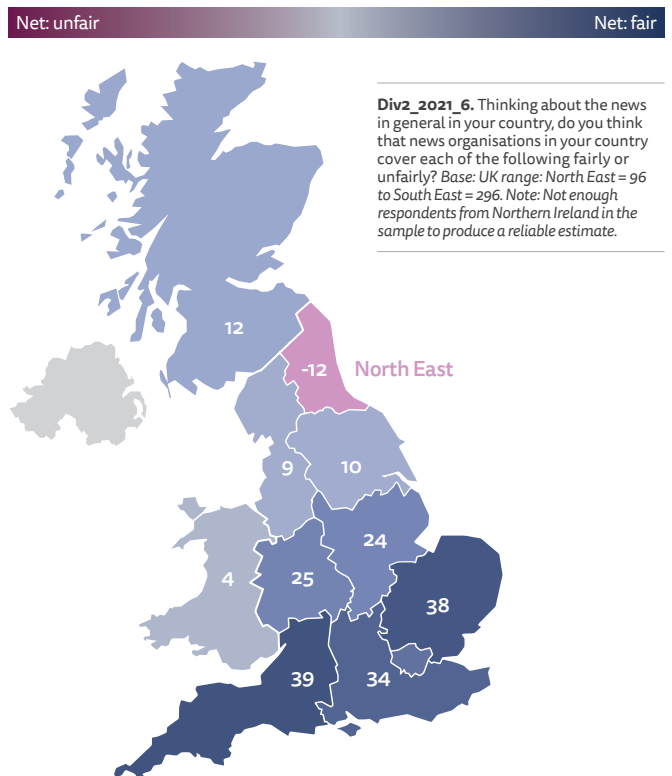 Net: unfair
Net: fair
Div2_2021_6. Thinking about the news
in general in your country, do you think
that news organisations in your country
cover each of the following fairly or
unfairly? Base: UK range: North East = 96
to South East = 296. Note: Not enough
respondents from Northern Ireland in the
sample to produce a reliable estimate.
12
-12
North East
9
10
24
4
25
38
39
34